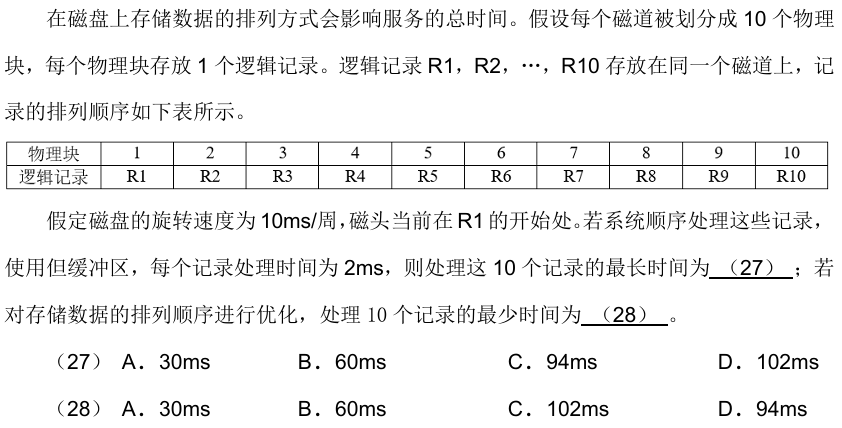 在磁盘上存储数据的排列方式会影响服务的总时间。假设每个磁道被划分成 10 个物理
块，每个物理块存放 1 个逻辑记录。逻辑记录 R1，R2，…，R10 存放在同一个磁道上，记
录的排列顺序如下表所示。
物理块 1 2 3 4 5 6 7 8 9 10
逻辑记录 R1 R2 R3 R4 R5 R6 R7 R8 R9 R10
假定磁盘的旋转速度为 10ms/周，磁头当前在 R1 的开始处。若系统顺序处理这些记录，
使用但缓冲区，每个记录处理时间为 2ms，则处理这 10 个记录的最长时间为 （27） ；若
对存储数据的排列顺序进行优化，处理 10 个记录的最少时间为 （28） 。
（27） A．30ms B．60ms C．94ms D．102ms
（28） A．30ms B．60ms C．102ms D．94ms